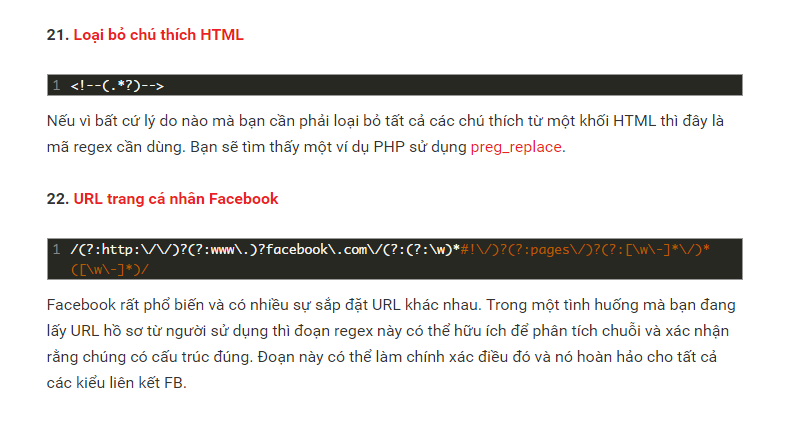 21. Loại bỏ chú thích HTML
1 <!--(.*?)-->
Nếu vì bất cứ lý do nào mà bạn cần phải loại bỏ tất cả các chú thích từ một khối HTML thì đây là
mã regex cần dùng. Bạn sẽ tìm thấy một ví dụ PHP sử dụng preg_replace.
22. URL trang cá nhân Facebook
1 /(?:http:\/\/)?(?:www\.)?facebook\.com\/(?:(?:\w)*#!\/)?(?:pages\/)?(?:[\w\-]*\/)*
([\w\-]*)/
Facebook rất phổ biến và có nhiều sự sắp đặt URL khác nhau. Trong một tình huống mà bạn đang
lấy URL hồ sơ từ người sử dụng thì đoạn regex này có thể hữu ích để phân tích chuỗi và xác nhận
rằng chúng có cấu trúc đúng. Đoạn này có thể làm chính xác điều đó và nó hoàn hảo cho tất cả
các kiểu liên kết FB.